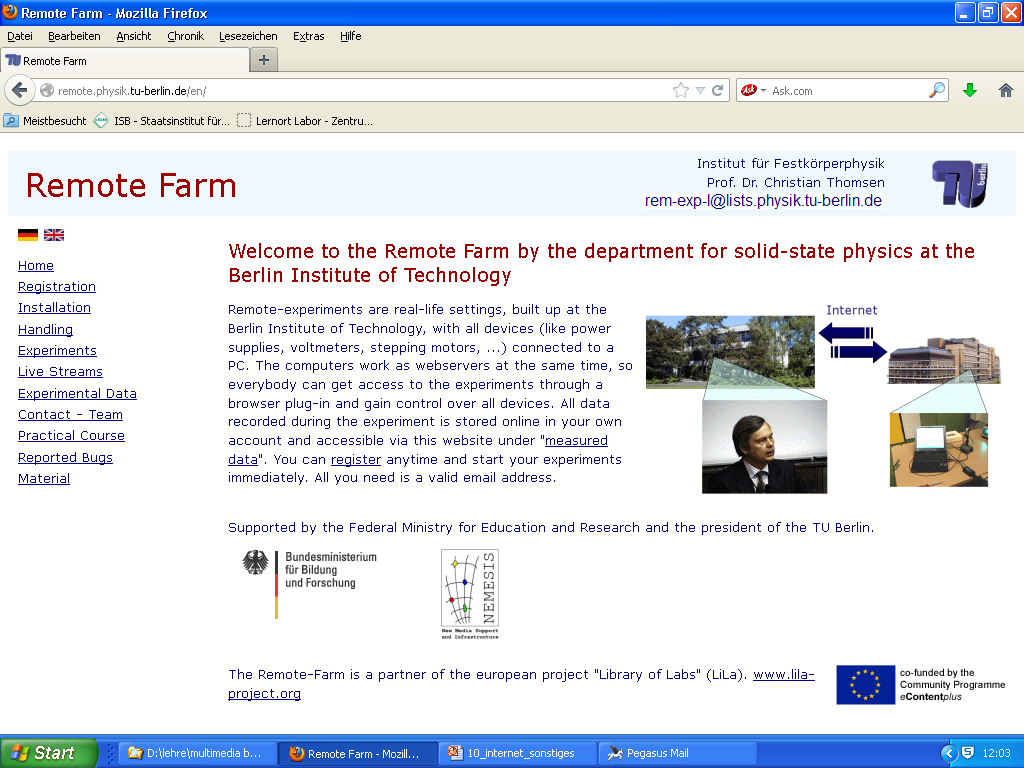 Remote Farm - Mozilla Firefox
Datei Bearbeiten Ansicht Chronik Lesezeichen Extras Hilfe
TU Remote Farm +
remote.physik.tu-berlin.de/en/
Ask Ask.com
Meistbesucht ISB - Staatsinstitut für... Lernort Labor - Zentru...
Remote Farm
Institut für Festkörperphysik
Prof. Dr. Christian Thomsen
rem-exp-l@lists.physik.tu-berlin.de
TU berlin
Home
Registration
Installation
Handling
Experiments
Live Streams
Experimental Data
Contact - Team
Practical Course
Reported Bugs
Material
Welcome to the Remote Farm by the department for solid-state physics at the
Berlin Institute of Technology
Remote-experiments are real-life settings, built up at the
Berlin Institute of Technology, with all devices (like power
supplies, voltmeters, stepping motors, ...) connected to a
PC. The computers work as webservers at the same time, so
everybody can get access to the experiments through a
browser plug-in and gain control over all devices. All data
recorded during the experiment is stored online in your own
account and accessible via this website under "measured
data". You can register anytime and start your experiments
immediately. All you need is a valid email address.
Internet
Supported by the Federal Ministry for Education and Research and the president of the TU Berlin.
Bundesministerium
für Bildung
und Forschung
NEMESIS
New Media Support
and Infrastructure
The Remote-Farm is a partner of the european project "Library of Labs" (LiLa). www.lila-
project.org
co-funded by the
Community Programme
eContentplus
Start D:\lehre\multimedia b... Remote Farm - Mozill... 10_internet_sonstiges Pegasus Mail 12:03